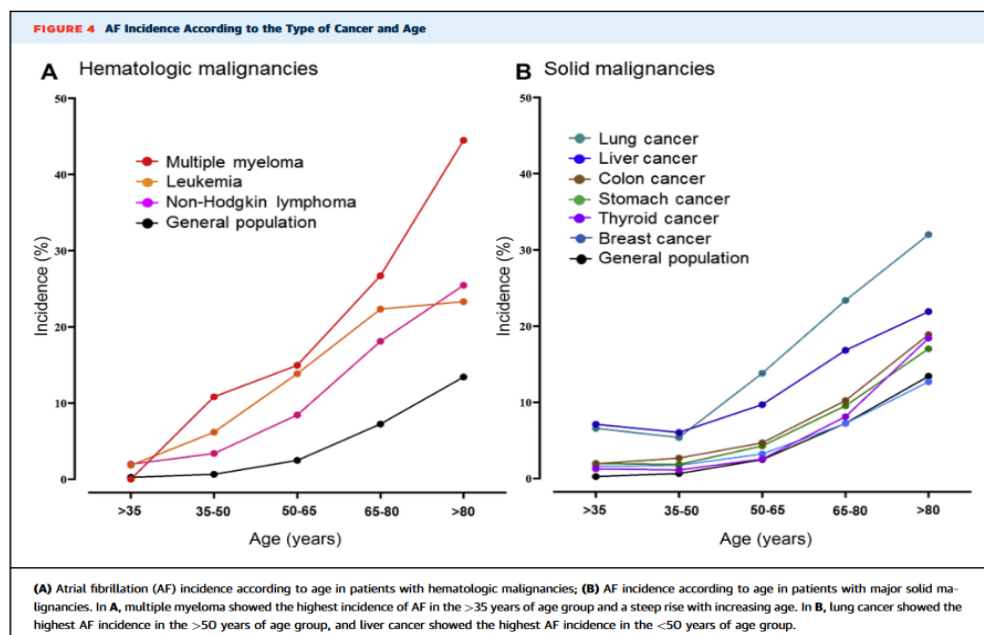 FIGURE 4 AF Incidence According to the Type of Cancer and Age
A Hematologic malignancies
50
40
30
20
10
0
Incidence (%)
Multiple myeloma
Leukemia
Non-Hodgkin lymphoma
General population
>35 35-50 50-65 65-80 >80
Age (years)
B Solid malignancies
50
40
30
20
10
0
Incidence (%)
Lung cancer
Liver cancer
Colon cancer
Stomach cancer
Thyroid cancer
Breast cancer
General population
>35 35-50 50-65 65-80 >80
Age (years)
(A) Atrial fibrillation (AF) incidence according to age in patients with hematologic malignancies; (B) AF incidence according to age in patients with major solid ma-
lignancies. In A, multiple myeloma showed the highest incidence of AF in the >35 years of age group and a steep rise with increasing age. In B, lung cancer showed the
highest AF incidence in the >50 years of age group, and liver cancer showed the highest AF incidence in the <50 years of age group.